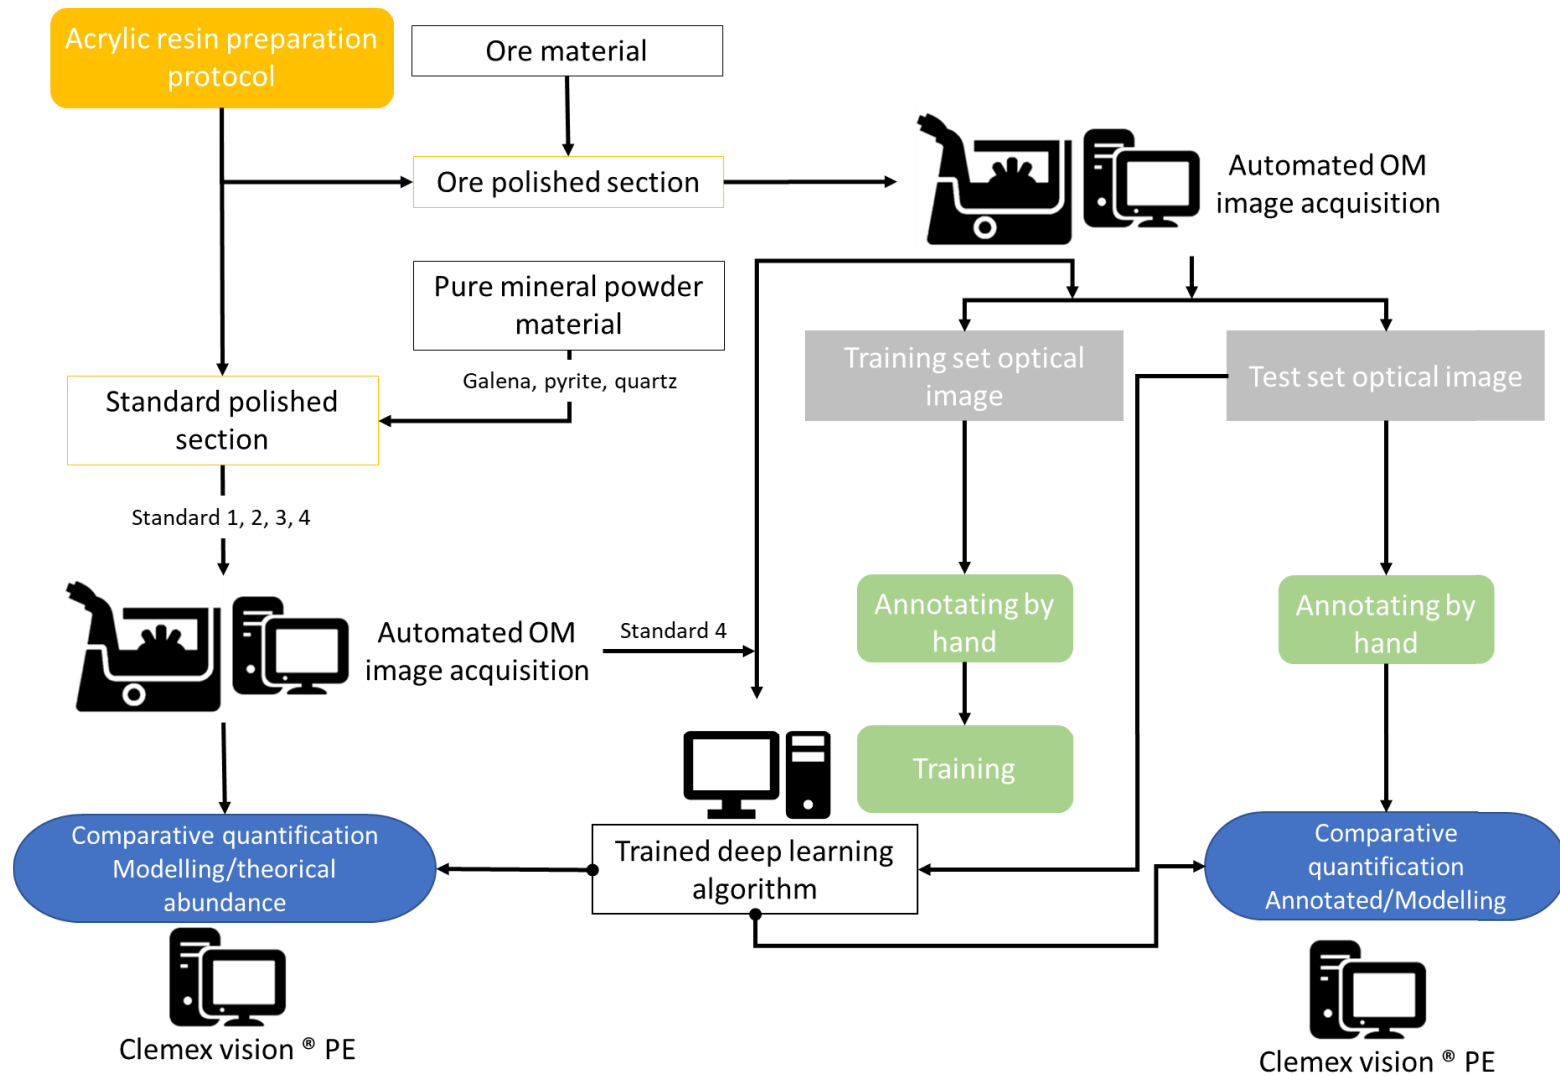 Acrylic resin preparation
protocol
Ore material
Ore polished section
Automated OM
image acquisition
Pure mineral powder
material
Galena, pyrite, quartz
Training set optical
image
Test set optical image
Standard polished
section
Standard 1, 2, 3, 4
Automated OM
image acquisition
Standard 4
Annotating by
hand
Annotating by
hand
Training
Comparative quantification
Modelling/theorical
abundance
Trained deep learning
algorithm
Comparative
quantification
Annotated/Modelling
Clemex vision ® PE
Clemex vision ® PE